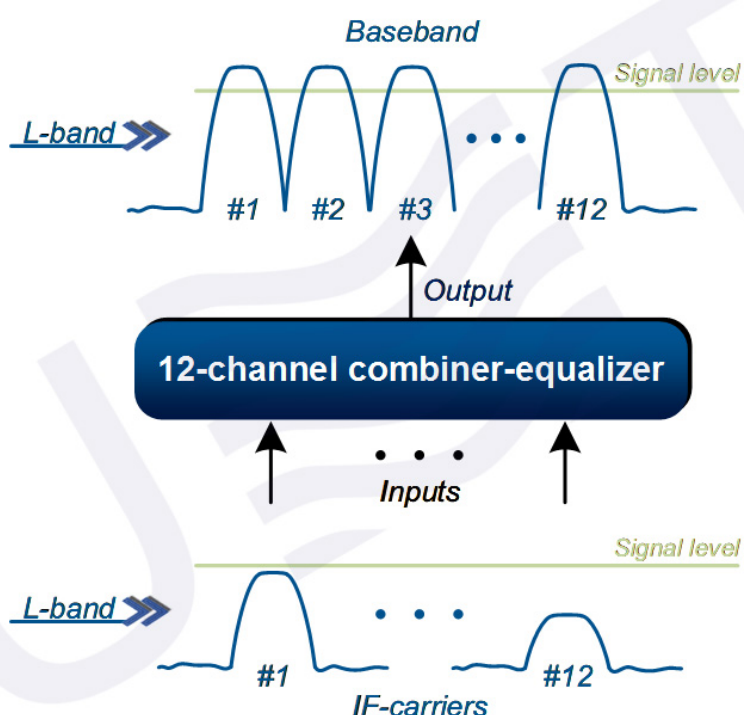 Baseband
Signal level
L-band
#1 #2 #3 #12
Output
12-channel combiner-equalizer
Inputs
Signal level
L-band
#1 #12
IF-carriers